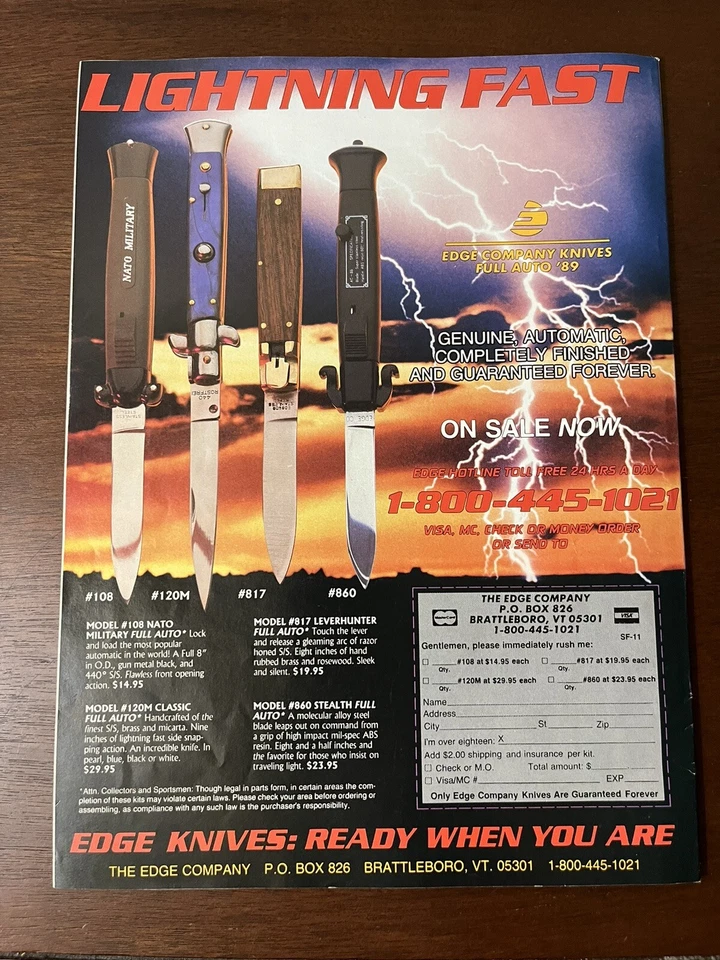 LIGHTNING FAST
NATO MILITARY
EDGE COMPANY KNIVES
FULL AUTO '89
GENUINE, AUTOMATIC,
COMPLETELY FINISHED
AND GUARANTEED FOREVER.
ON SALE NOW
EDGE HOTLINE TOLL FREE 24 HRS A DAY
1-800-445-1021
VISA, MC, CHECK OR MONEY ORDER
OR SEND TO
440
ROSTFREI
#108 #120M #817 #860
MODEL #108 NATO
MILITARY FULL AUTO* Lock
and load the most popular
automatic in the world! A Full 8"
in O.D., gun metal black, and
440° S/S. Flawless front opening
action. $14.95
MODEL #120M CLASSIC
FULL AUTO* Handcrafted of the
finest S/S, brass and micarta. Nine
inches of lightning fast side snap-
ping action. An incredible knife. In
pearl, blue, black or white.
$29.95
MODEL #817 LEVERHUNTER
FULL AUTO* Touch the lever
and release a gleaming arc of razor
honed S/S. Eight inches of hand
rubbed brass and rosewood. Sleek
and silent. $19.95
MODEL #860 STEALTH FULL
AUTO* A molecular alloy steel
blade leaps out on command from
a grip of high impact mil-spec ABS
resin. Eight and a half inches and
the favorite for those who insist on
traveling light. $23.95
*Attn. Collectors and Sportsmen: Though legal in parts form, in certain areas the com-
pletion of these kits may violate certain laws. Please check your area before ordering or
assembling, as compliance with any such law is the purchaser's responsibility.
THE EDGE COMPANY
P.O. BOX 826
BRATTLEBORO, VT 05301
1-800-445-1021
MasterCard
VISA
SF-11
Gentlemen, please immediately rush me:
#108 at $14.95 each #817 at $19.95 each
Qty. Qty.
#120M at $29.95 each #860 at $23.95 each
Qty. Qty.
Name
Address
City St Zip
I'm over eighteen: X
Add $2.00 shipping and insurance per kit.
Check or M.O. Total amount: $
Visa/MC # EXP
Only Edge Company Knives Are Guaranteed Forever
EDGE KNIVES: READY WHEN YOU ARE
THE EDGE COMPANY P.O. BOX 826 BRATTLEBORO, VT. 05301 1-800-445-1021